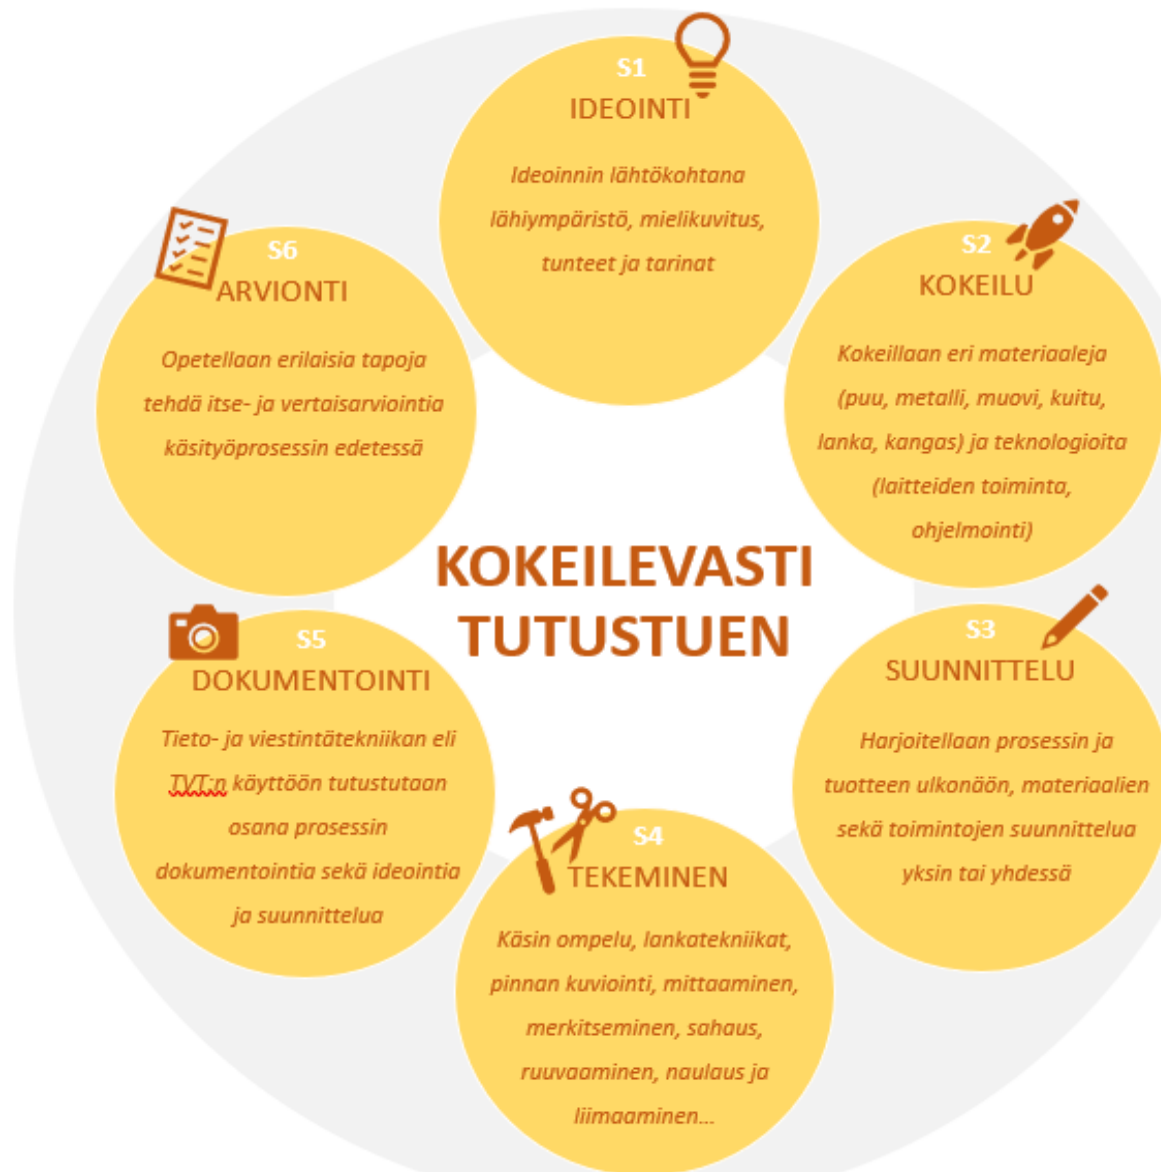 S1
IDEOINTI
Ideoinnin lähtökohtana
lähiympäristö, mielikuvitus,
tunteet ja tarinat
S2
KOKEILU
Kokeillaan eri materiaaleja
(puu, metalli, muovi, kuitu,
lanka, kangas) ja teknologioita
(laitteiden toiminta,
ohjelmointi)
S3
SUUNNITTELU
Harjoitellaan prosessin ja
tuotteen ulkonäön, materiaalien
sekä toimintojen suunnittelua
yksin tai yhdessä
S4
TEKEMINEN
Käsin ompelu, lankatekniikat,
pinnan kuviointi, mittaaminen,
merkitseminen, sahaus,
ruuvaaminen, naulaus ja
liimaaminen...
S5
DOKUMENTOINTI
Tieto- ja viestintätekniikan eli
TVT:n käyttöön tutustutaan
osana prosessin
dokumentointia sekä ideointia
ja suunnittelua
S6
ARVIONTI
Opetellaan erilaisia tapoja
tehdä itse- ja vertaisarviointia
käsityöprosessin edetessä
KOKEILEVASTI
TUTUSTUEN